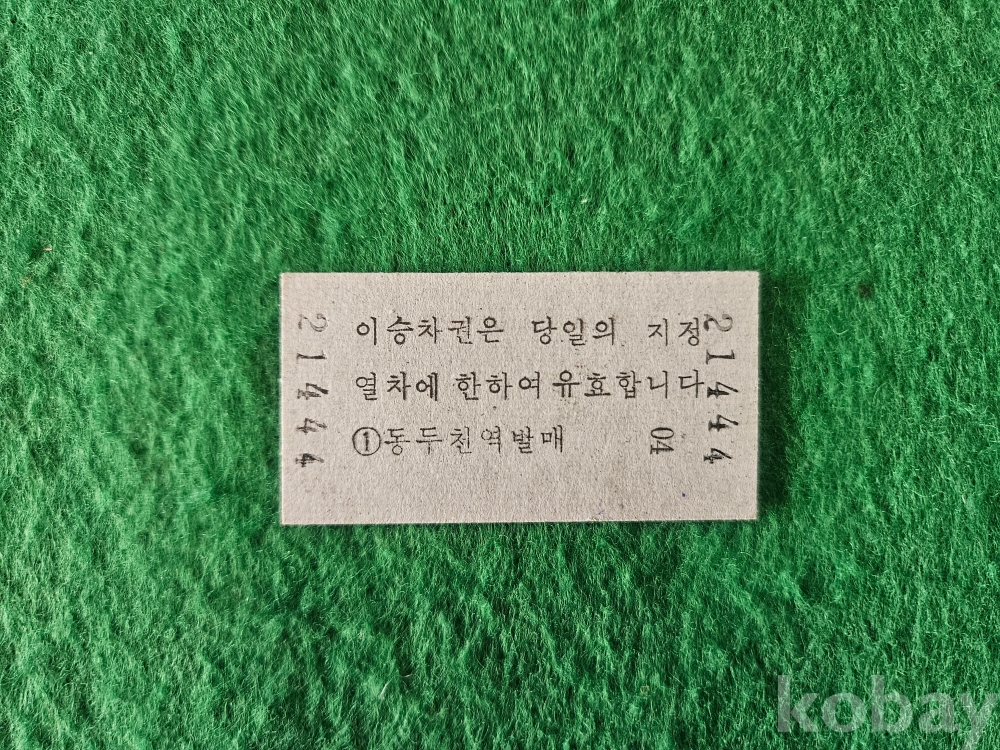 21444
이승차권은 당일의 지정
열차에 한하여 유효합니다
①동두천역발매 04
21444
kobay